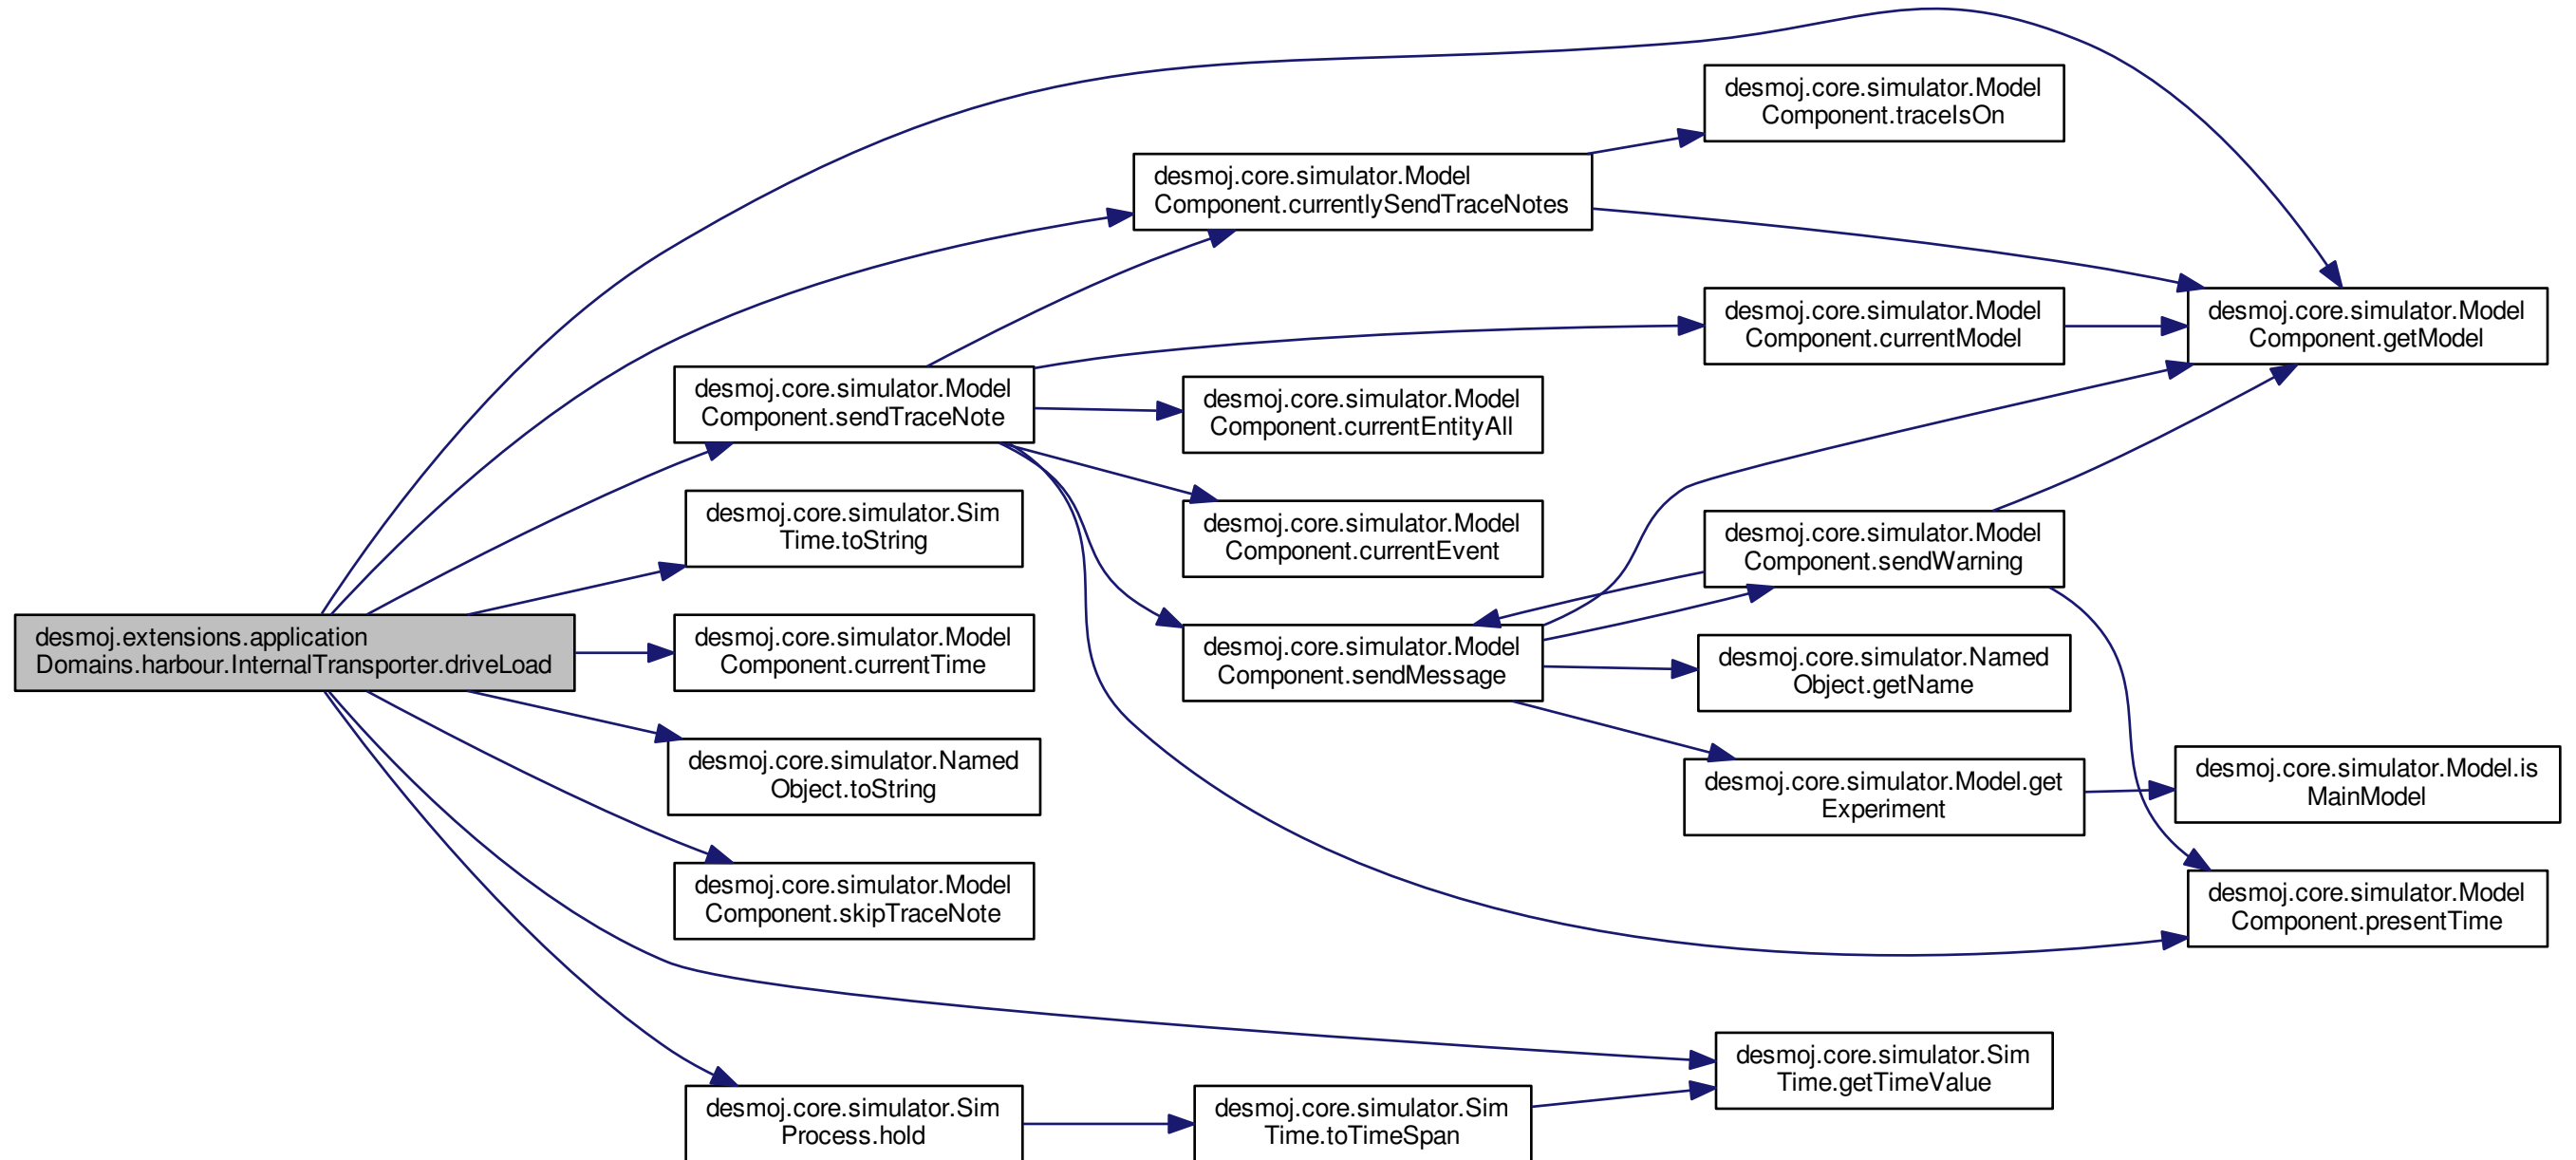 desmoj.core.simulator.Model
Component.traceIsOn
desmoj.core.simulator.Model
Component.currentlySendTraceNotes
desmoj.core.simulator.Model
Component.currentModel
desmoj.core.simulator.Model
Component.getModel
desmoj.core.simulator.Model
Component.sendTraceNote
desmoj.core.simulator.Model
Component.currentEntityAll
desmoj.core.simulator.Sim
Time.toString
desmoj.core.simulator.Model
Component.currentEvent
desmoj.core.simulator.Model
Component.sendWarning
desmoj.extensions.application
Domains.harbour.InternalTransporter.driveLoad
desmoj.core.simulator.Model
Component.currentTime
desmoj.core.simulator.Model
Component.sendMessage
desmoj.core.simulator.Named
Object.getName
desmoj.core.simulator.Named
Object.toString
desmoj.core.simulator.Model.get
Experiment
desmoj.core.simulator.Model.is
MainModel
desmoj.core.simulator.Model
Component.skipTraceNote
desmoj.core.simulator.Model
Component.presentTime
desmoj.core.simulator.Sim
Time.getTimeValue
desmoj.core.simulator.Sim
Process.hold
desmoj.core.simulator.Sim
Time.toTimeSpan